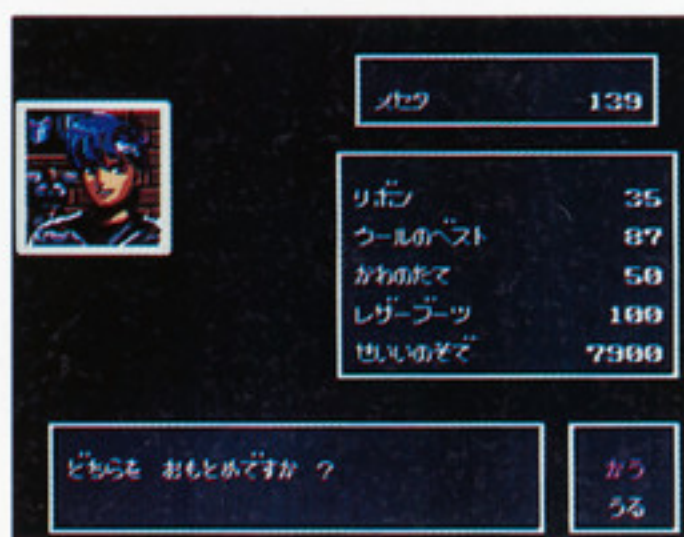 メセタ 139
リボン 35
ウールのベスト 87
かわのたて 50
レザーブーツ 100
せいいのそで 7900
どちらを おもとめですか ?
かう
うる